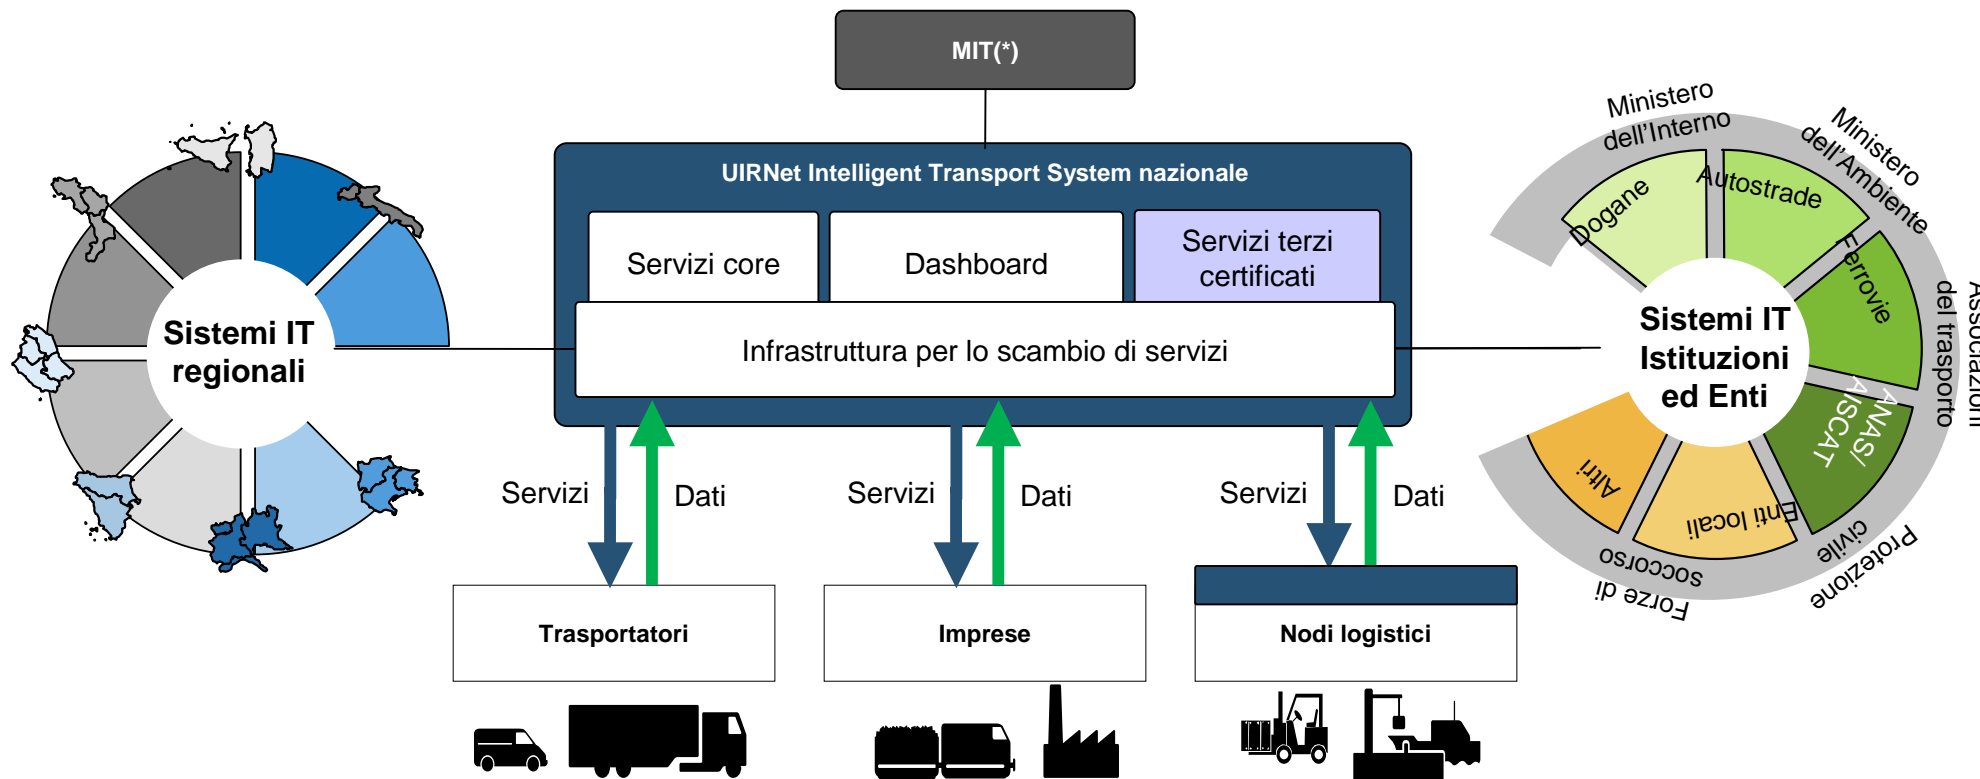 MIT(*)
UIRNet Intelligent Transport System nazionale
Servizi core
Dashboard
Servizi terzi
certificati
Infrastruttura per lo scambio di servizi
Sistemi IT
regionali
Servizi
Dati
Servizi
Dati
Servizi
Dati
Trasportatori
Imprese
Nodi logistici
Sistemi IT
Istituzioni
ed Enti
Ministero
dell'Interno
Ministero
dell'Ambiente
Associazioni
del trasporto
Protezione
civile
Forze di
soccorso
Dogane
Autostrade
Ferrovie
ANAS/
AISCAT
Enti locali
Altri